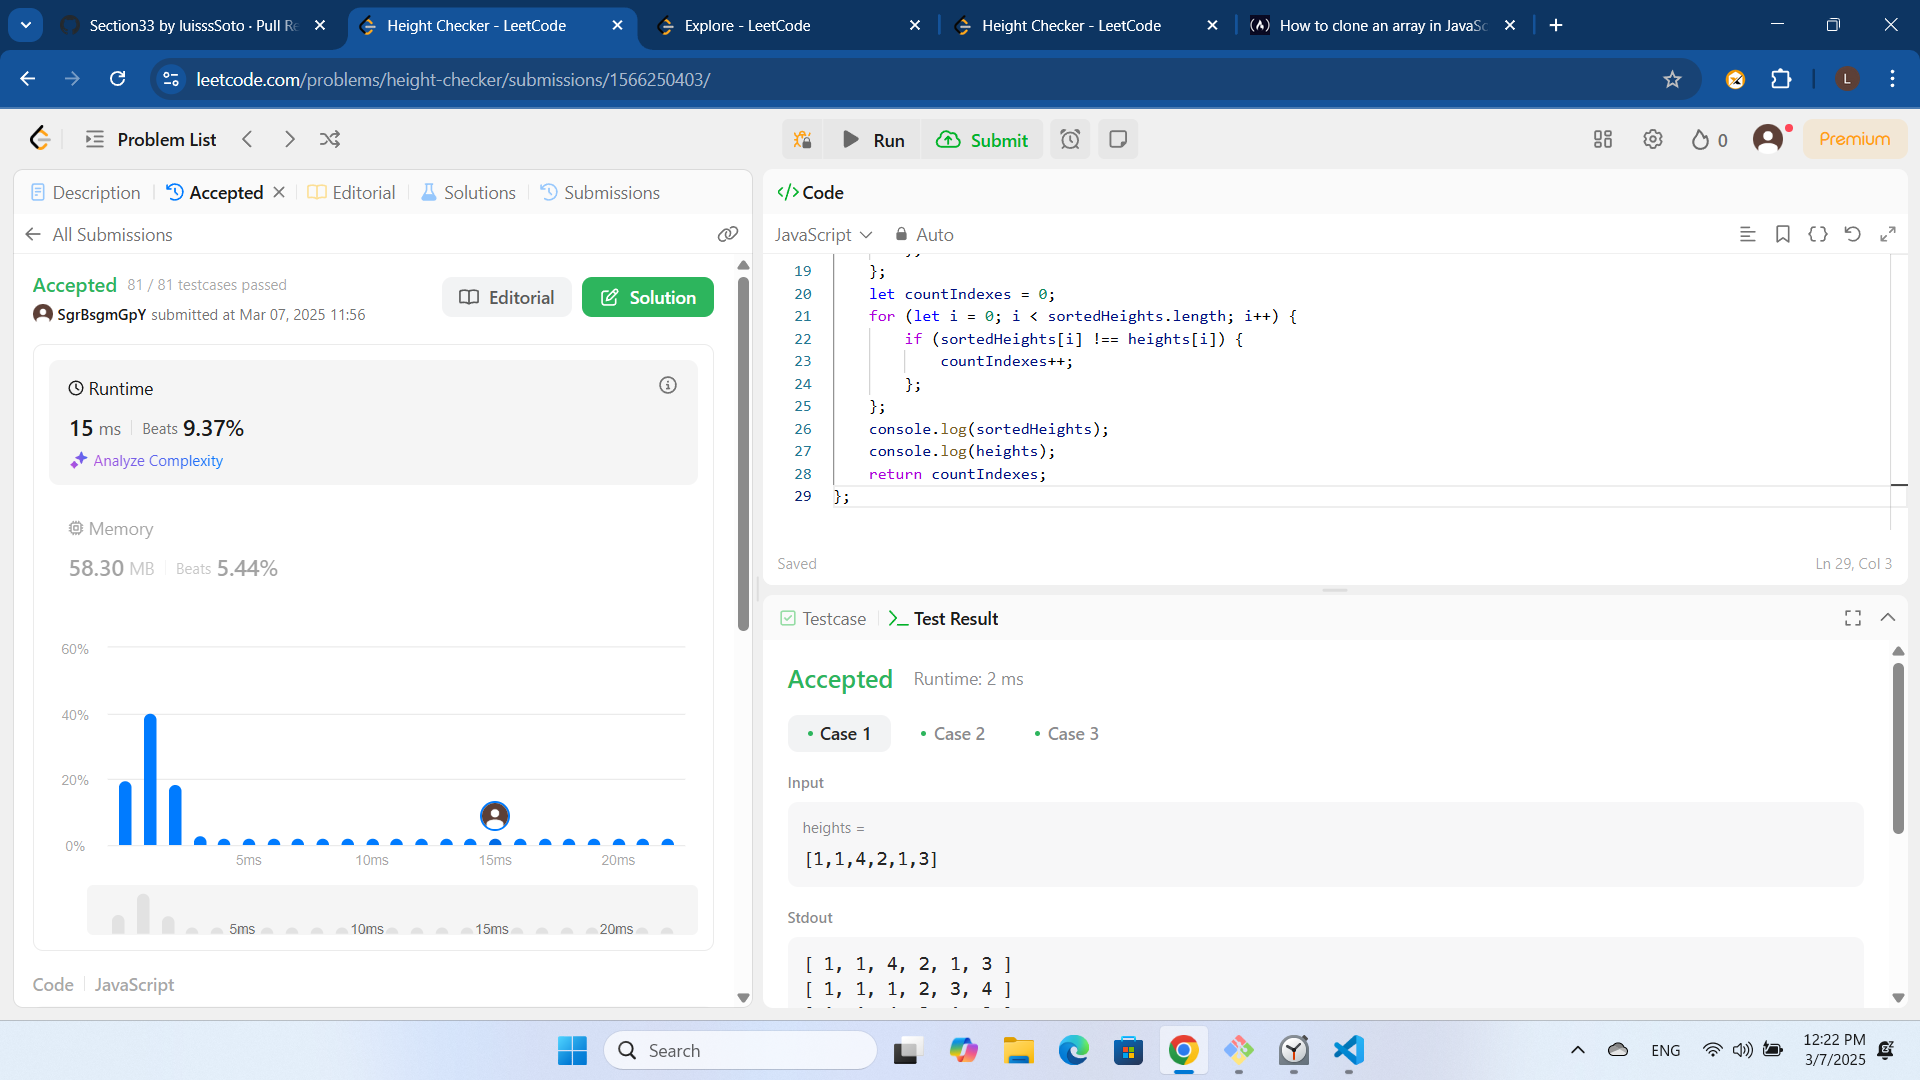 Section33 by luisssSoto · Pull Re
Height Checker - LeetCode
Explore - LeetCode
Height Checker - LeetCode
How to clone an array in JavaSc
leetcode.com/problems/height-checker/submissions/1566250403/
L
Problem List
Run
Submit
0
Premium
Description
Accepted
Editorial
Solutions
Submissions
All Submissions
Accepted 81 / 81 testcases passed
SgrBsgmGpY submitted at Mar 07, 2025 11:56
Editorial
Solution
Runtime
15 ms Beats 9.37%
Analyze Complexity
Memory
58.30 MB Beats 5.44%
60%
40%
20%
0%
5ms 10ms 15ms 20ms
5ms 10ms 15ms 20ms
Code JavaScript
</> Code
JavaScript Auto
19 };
20 let countIndexes = 0;
21 for (let i = 0; i < sortedHeights.length; i++) {
22 if (sortedHeights[i] !== heights[i]) {
23 countIndexes++;
24 };
25 };
26 console.log(sortedHeights);
27 console.log(heights);
28 return countIndexes;
29 };
Saved
Ln 29, Col 3
Testcase
Test Result
Accepted Runtime: 2 ms
Case 1 Case 2 Case 3
Input
heights =
[1,1,4,2,1,3]
Stdout
[ 1, 1, 4, 2, 1, 3 ]
[ 1, 1, 1, 2, 3, 4 ]
Search
ENG
12:22 PM
3/7/2025